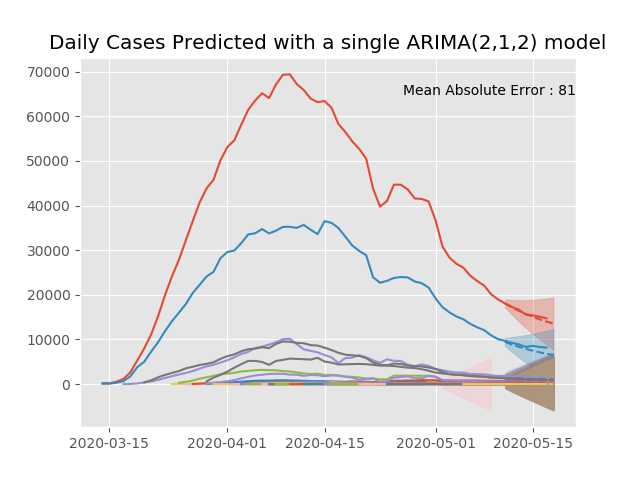 Daily Cases Predicted with a single ARIMA(2,1,2) model
Mean Absolute Error : 81
70000
60000
50000
40000
30000
20000
10000
0
2020-03-15 2020-04-01 2020-04-15 2020-05-01 2020-05-15